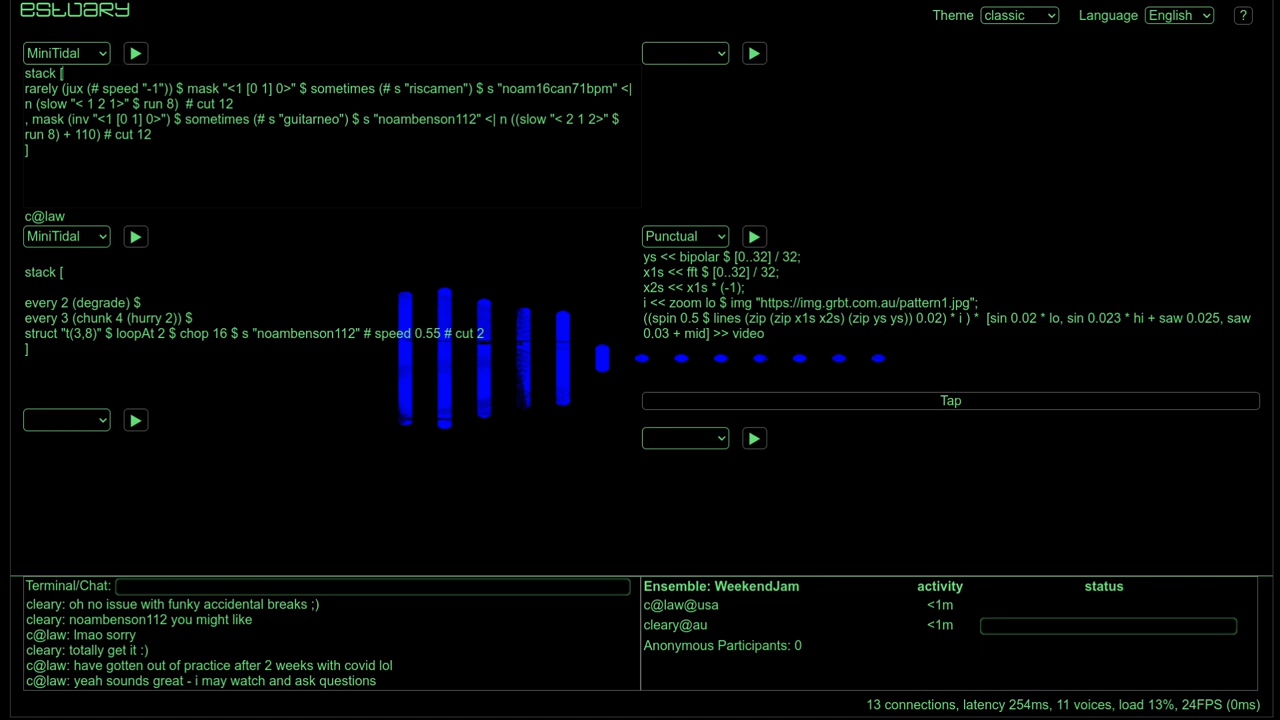 estuary
Theme classic Language English ?
MiniTidal
stack [
rarely (jux (# speed "-1")) $ mask "<1 [0 1] 0>" $ sometimes (# s "riscamen") $ s "noam16can71bpm" <|
n (slow "< 1 2 1>" $ run 8)  # cut 12
, mask (inv "<1 [0 1] 0>") $ sometimes (# s "guitarneo") $ s "noambenson112" <| n ((slow "< 2 1 2>" $
run 8) + 110) # cut 12
]
c@law
MiniTidal
stack [
every 2 (degrade) $
every 3 (chunk 4 (hurry 2)) $
struct "t(3,8)" $ loopAt 2 $ chop 16 $ s "noambenson112" # speed 0.55 # cut 2
]
Punctual
ys << bipolar $ [0..32] / 32;
x1s << fft $ [0..32] / 32;
x2s << x1s * (-1);
i << zoom lo $ img "https://img.grbt.com.au/pattern1.jpg";
((spin 0.5 $ lines (zip (zip x1s x2s) (zip ys ys)) 0.02) * i ) *  [sin 0.02 * lo, sin 0.023 * hi + saw 0.025, saw
0.03 + mid] >> video
Tap
Terminal/Chat:
cleary: oh no issue with funky accidental breaks ;)
cleary: noambenson112 you might like
c@law: lmao sorry
cleary: totally get it :)
c@law: have gotten out of practice after 2 weeks with covid lol
c@law: yeah sounds great - i may watch and ask questions
Ensemble: WeekendJam activity status
c@law@usa <1m
cleary@au <1m
Anonymous Participants: 0
13 connections, latency 254ms, 11 voices, load 13%, 24FPS (0ms)